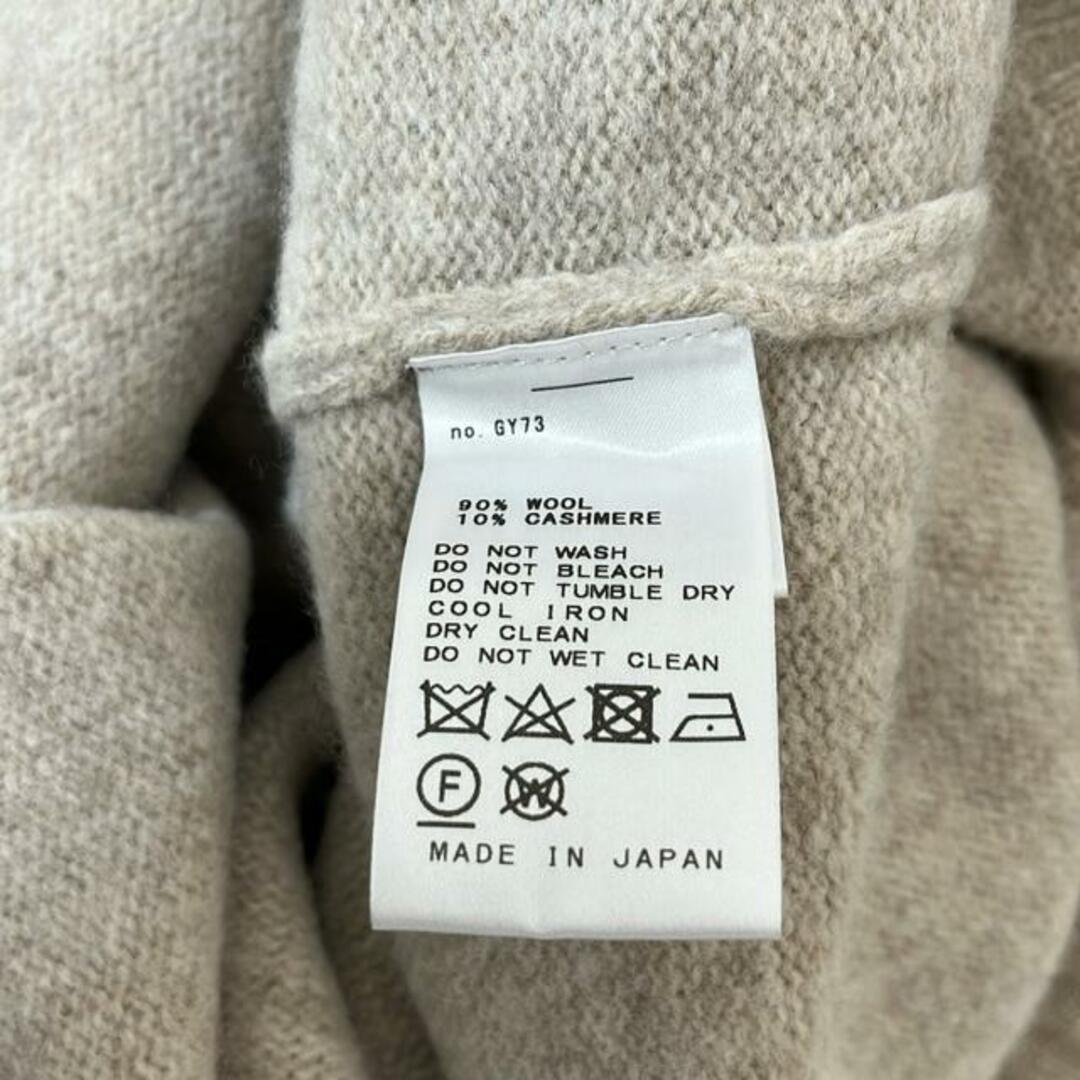 no. GY73
90% WOOL
10% CASHMERE
DO NOT WASH
DO NOT BLEACH
DO NOT TUMBLE DRY
COOL IRON
DRY CLEAN
DO NOT WET CLEAN
F W
MADE IN JAPAN